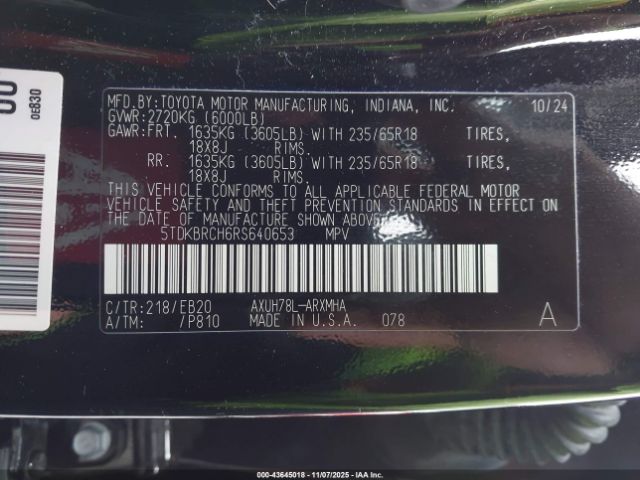 00
0E830
MFD.BY:TOYOTA MOTOR MANUFACTURING, INDIANA, INC. 10/24
GVWR:2720KG (6000LB)
GAWR:FRT. 1635KG (3605LB) WITH 235/65R18 TIRES,
18X8J RIMS.
RR. 1635KG (3605LB) WITH 235/65R18 TIRES,
18X8J RIMS.
THIS VEHICLE CONFORMS TO ALL APPLICABLE FEDERAL MOTOR
VEHICLE SAFETY AND THEFT PREVENTION STANDARDS IN EFFECT ON
THE DATE OF MANUFACTURE SHOWN ABOVE.
5TDKBRCH6RS640653 MPV
C/TR:218/EB20 AXUH78L-ARXMHA
A/TM: /P810 MADE IN U.S.A. 078 A
000-43645018 - 11/07/2025 - IAAI.com